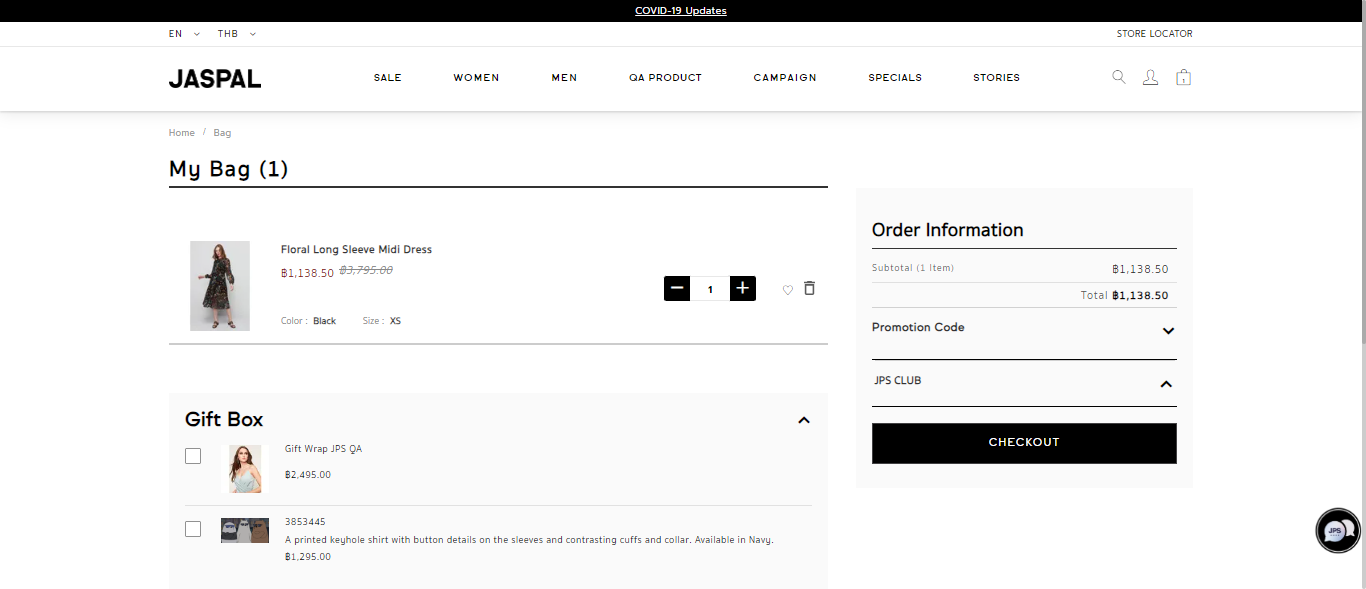 COVID-19 Updates
EN THB STORE LOCATOR
JASPAL SALE WOMEN MEN QA PRODUCT CAMPAIGN SPECIALS STORIES 1
Home / Bag
My Bag (1)
Floral Long Sleeve Midi Dress
฿1,138.50 ฿3,795.00
1
Color : Black Size : XS
Gift Box
Gift Wrap JPS QA
฿2,495.00
3853445
A printed keyhole shirt with button details on the sleeves and contrasting cuffs and collar. Available in Navy.
฿1,295.00
Order Information
Subtotal (1 Item) ฿1,138.50
Total ฿1,138.50
Promotion Code
JPS CLUB
CHECKOUT
JPS